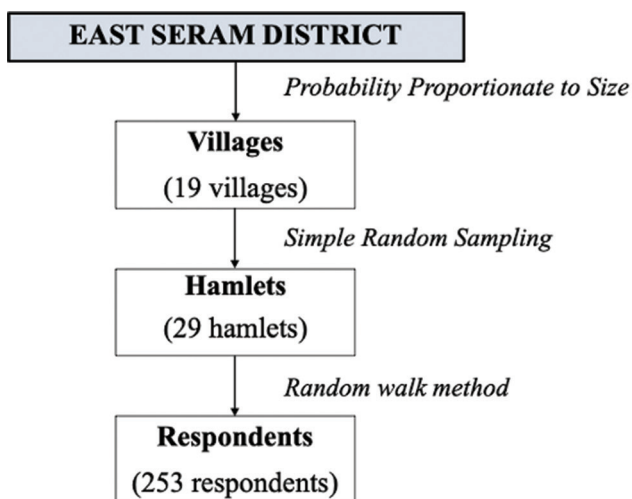 EAST SERAM DISTRICT
Probability Proportionate to Size
Villages
(19 villages)
Simple Random Sampling
Hamlets
(29 hamlets)
Random walk method
Respondents
(253 respondents)